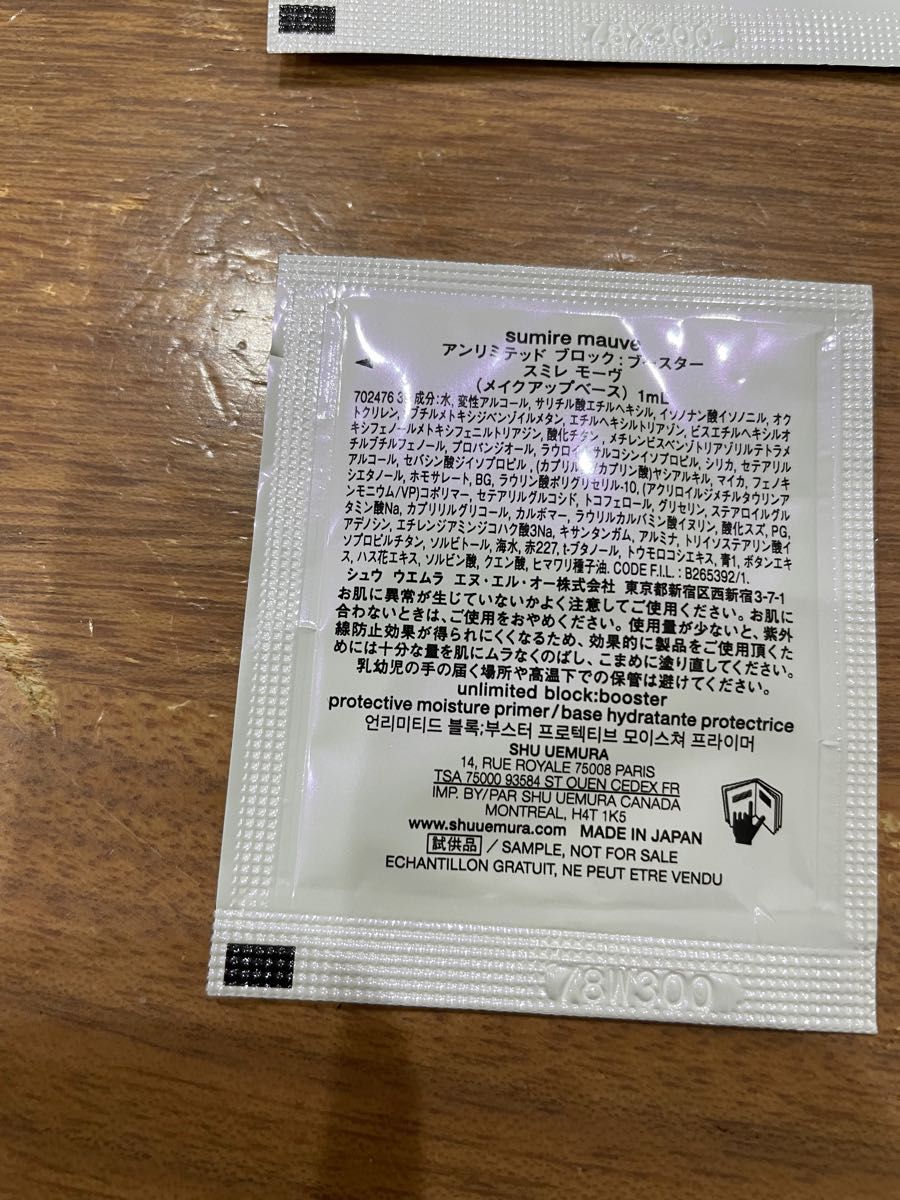 78X300
sumire mauve
アンリミテッド ブロック:ブースター
スミレ モーヴ
(メイクアップベース) 1mL
702476 成分:水, 変性アルコール, サリチル酸エチルヘキシル, イソノナン酸イソノニル, オク
トクリレン, ブチルメトキシジベンゾイルメタン, エチルヘキシルトリアゾン, ビスエチルヘキシルオ
キシフェノールメトキシフェニルトリアジン, 酸化チタン, メチレンビスベンゾトリアゾリルテトラメ
チルブチルフェノール, プロパンジオール, ラウロイルサルコシンイソプロピル, シリカ, セテアリル
アルコール, セバシン酸ジイソプロピル, (カプリル酸/カプリン酸)ヤシアルキル, マイカ, フェノキ
シエタノール, ホモサレート, BG, ラウリン酸ポリグリセリル-10, (アクリロイルジメチルタウリンア
ンモニウム/VP)コポリマー, セテアリルグルコシド, トコフェロール, グリセリン, ステアロイルグル
タミン酸Na, カプリリルグリコール, カルボマー, ラウリルカルバミン酸イヌリン, 酸化スズ, PG,
アデノシン, エチレンジアミンジコハク酸3Na, キサンタンガム, アルミナ, トリイソステアリン酸イ
ソプロピルチタン, ソルビトール, 海水, 赤227, t-ブタノール, トウモロコシエキス, 青1, ボタンエキ
ス, ハス花エキス, ソルビン酸, クエン酸, ヒマワリ種子油. CODE F.I.L. : B265392/1.
シュウ ウエムラ エヌ・エル・オー株式会社 東京都新宿区西新宿3-7-1
お肌に異常が生じていないかよく注意してご使用ください。お肌に
合わないときは、ご使用をおやめください。使用量が少ないと、紫外
線防止効果が得られにくくなるため、効果的に製品をご使用頂くた
めには十分な量を肌にムラなくのばし、こまめに塗り直してください。
乳幼児の手の届く場所や高温下での保管は避けてください。
unlimited block:booster
protective moisture primer / base hydratante protectrice
언리미티드 블록;부스터 프로텍티브 모이스쳐 프라이머
SHU UEMURA
14, RUE ROYALE 75008 PARIS
TSA 75000 93584 ST OUEN CEDEX FR
IMP. BY/PAR SHU UEMURA CANADA
MONTREAL, H4T 1K5
www.shuuemura.com MADE IN JAPAN
試供品 / SAMPLE, NOT FOR SALE
ECHANTILLON GRATUIT, NE PEUT ETRE VENDU
78W300